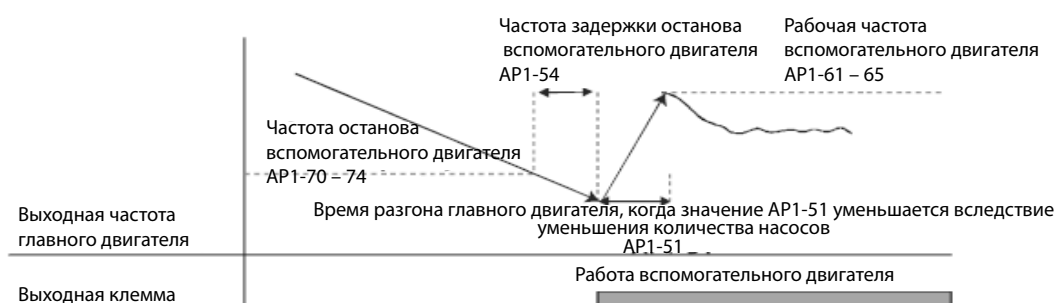 Частота задержки останова
вспомогательного двигателя
AP1-54
Рабочая частота
вспомогательного двигателя
AP1-61 – 65
Частота останова
вспомогательного двигателя
AP1-70 – 74
Время разгона главного двигателя, когда значение AP1-51 уменьшается вследствие
уменьшения количества насосов
AP1-51
Выходная частота
главного двигателя
Работа вспомогательного двигателя
Выходная клемма